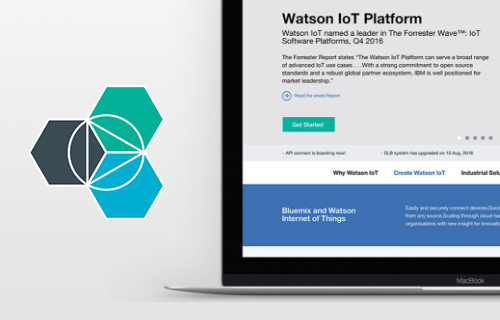 Watson IoT Platform
Watson IoT named a leader in The Forrester Wave™: IoT
Software Platforms, Q4 2016
The Forrester Report states "The Watson IoT Platform can serve a broad range
of advanced IoT use cases . . .With a strong commitment to open source
standards and a robust global partner ecosystem, IBM is well positioned for
market leadership."
Read the whole Report
Get Started
- API connect is boarding now!
- SLB system has upgraded on 13 Aug, 2016
Why Watson IoT
Create Watson IoT
Industrial Solu
Bluemix and Watson
Internet of Things
Easily and securely connect devices.Quic
from any source.Scaling through cloud-ba
organisations with new insight for innovatio
MacBook